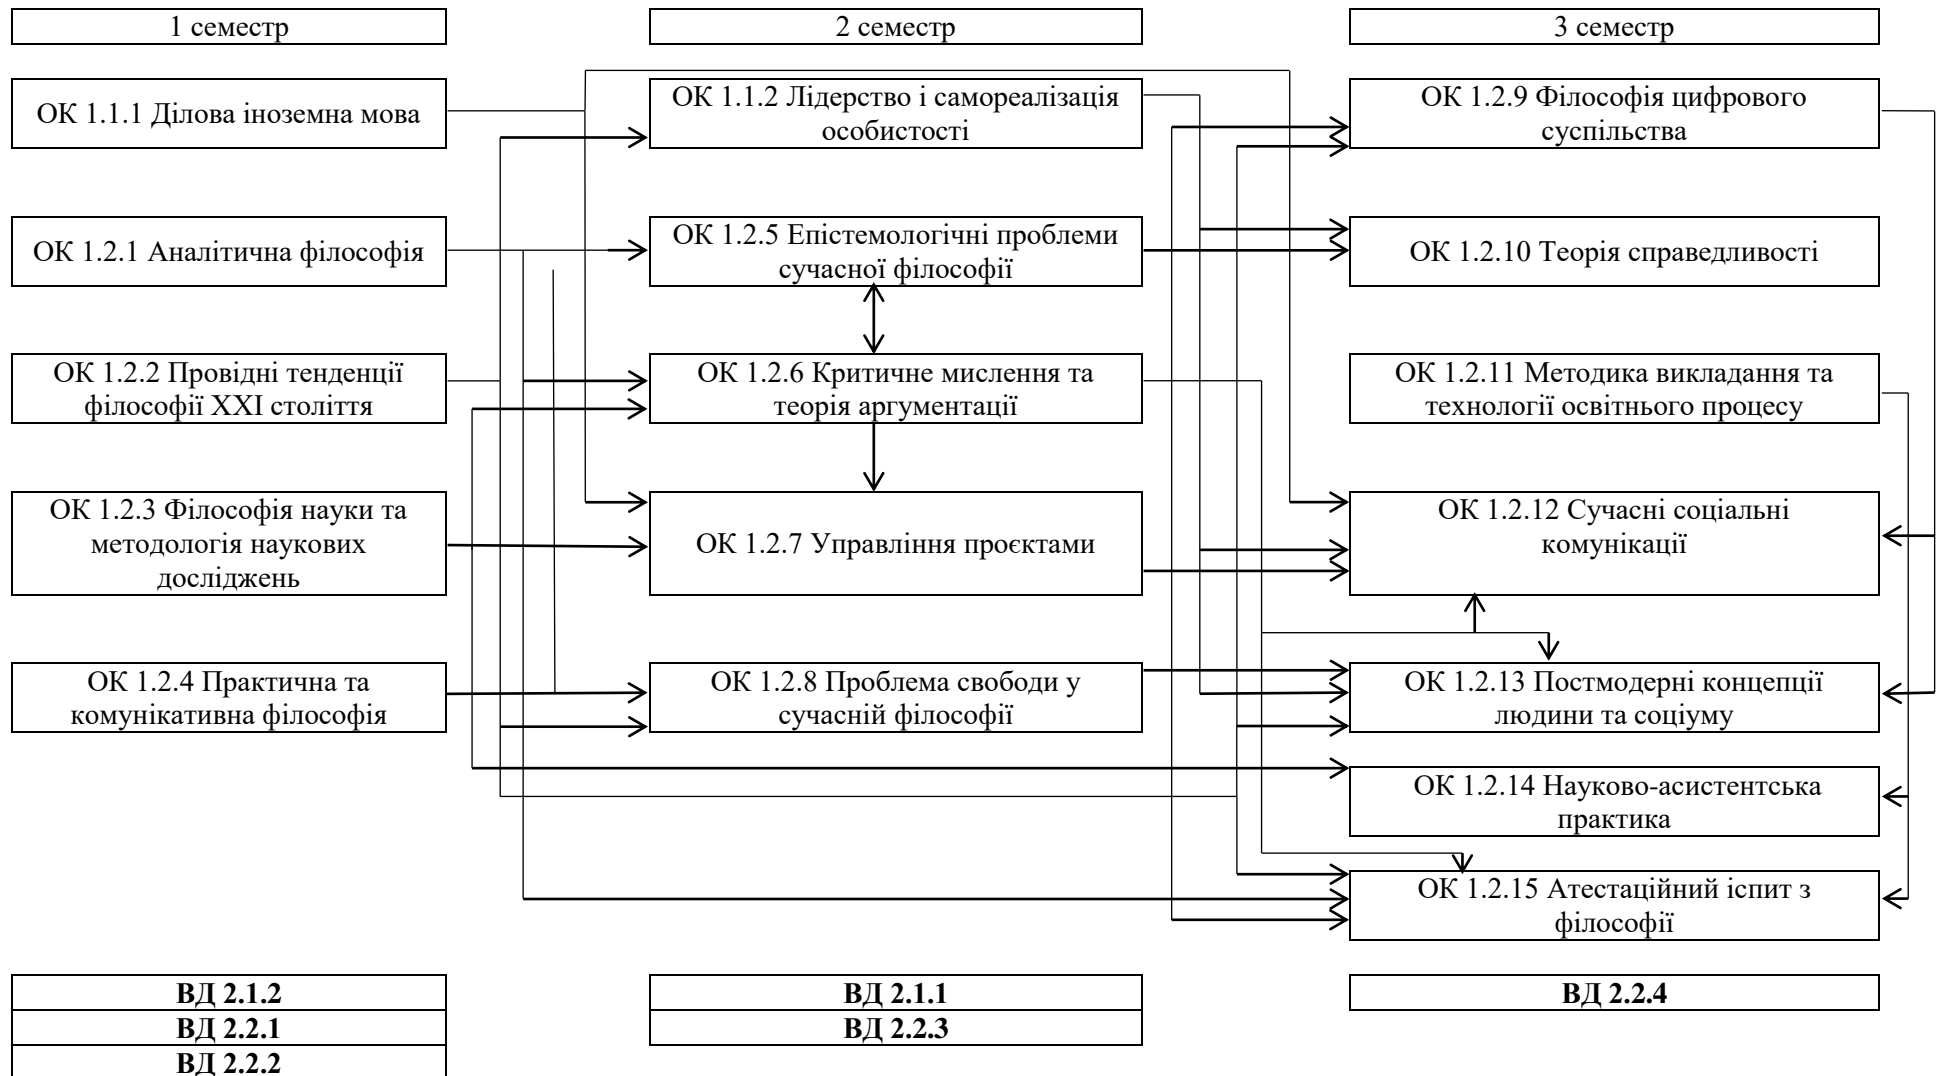 1 семестр
2 семестр
3 семестр
ОК 1.1.1 Ділова іноземна мова
ОК 1.1.2 Лідерство і самореалізація
особистості
ОК 1.2.9 Філософія цифрового
суспільства
ОК 1.2.1 Аналітична філософія
ОК 1.2.5 Епістемологічні проблеми
сучасної філософії
ОК 1.2.10 Теорія справедливості
ОК 1.2.2 Провідні тенденції
філософії ХХІ століття
ОК 1.2.6 Критичне мислення та
теорія аргументації
ОК 1.2.11 Методика викладання та
технології освітнього процесу
ОК 1.2.3 Філософія науки та
методологія наукових
досліджень
ОК 1.2.7 Управління проєктами
ОК 1.2.12 Сучасні соціальні
комунікації
ОК 1.2.4 Практична та
комунікативна філософія
ОК 1.2.8 Проблема свободи у
сучасній філософії
ОК 1.2.13 Постмодерні концепції
людини та соціуму
ОК 1.2.14 Науково-асистентська
практика
ОК 1.2.15 Атестаційний іспит з
філософії
ВД 2.1.2
ВД 2.2.1
ВД 2.2.2
ВД 2.1.1
ВД 2.2.3
ВД 2.2.4